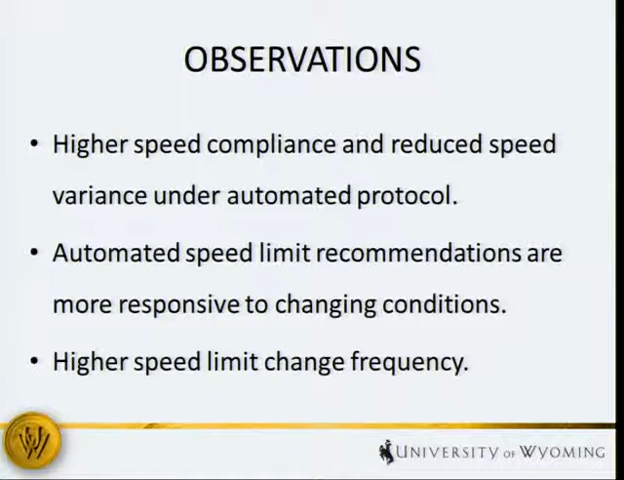 OBSERVATIONS
• Higher speed compliance and reduced speed
variance under automated protocol.
• Automated speed limit recommendations are
more responsive to changing conditions.
• Higher speed limit change frequency.
W
UNIVERSITY OF WYOMING